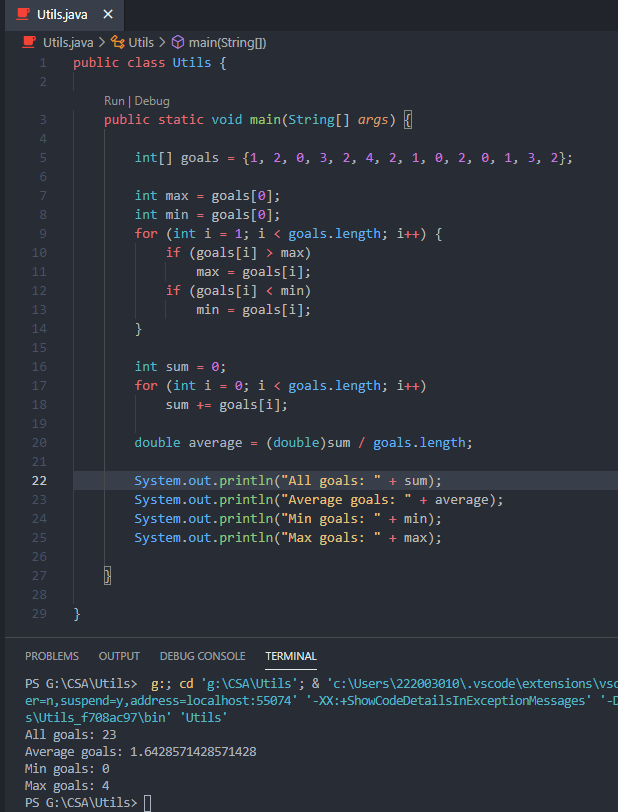 Utils.java
Utils.java > Utils > main(String[])
1 public class Utils {
2
Run | Debug
3 public static void main(String[] args) {
4
5 int[] goals = {1, 2, 0, 3, 2, 4, 2, 1, 0, 2, 0, 1, 3, 2};
6
7 int max = goals[0];
8 int min = goals[0];
9 for (int i = 1; i < goals.length; i++) {
10 if (goals[i] > max)
11 max = goals[i];
12 if (goals[i] < min)
13 min = goals[i];
14 }
15
16 int sum = 0;
17 for (int i = 0; i < goals.length; i++)
18 sum += goals[i];
19
20 double average = (double)sum / goals.length;
21
22 System.out.println("All goals: " + sum);
23 System.out.println("Average goals: " + average);
24 System.out.println("Min goals: " + min);
25 System.out.println("Max goals: " + max);
26
27 }
28
29 }
PROBLEMS OUTPUT DEBUG CONSOLE TERMINAL
PS G:\CSA\Utils> g:; cd 'g:\CSA\Utils'; & 'c:\Users\222003010\.vscode\extensions\vsc
er=n,suspend=y,address=localhost:55074' '-XX:+ShowCodeDetailsInExceptionMessages' '-D
s\Utils_f708ac97\bin' 'Utils'
All goals: 23
Average goals: 1.6428571428571428
Min goals: 0
Max goals: 4
PS G:\CSA\Utils>